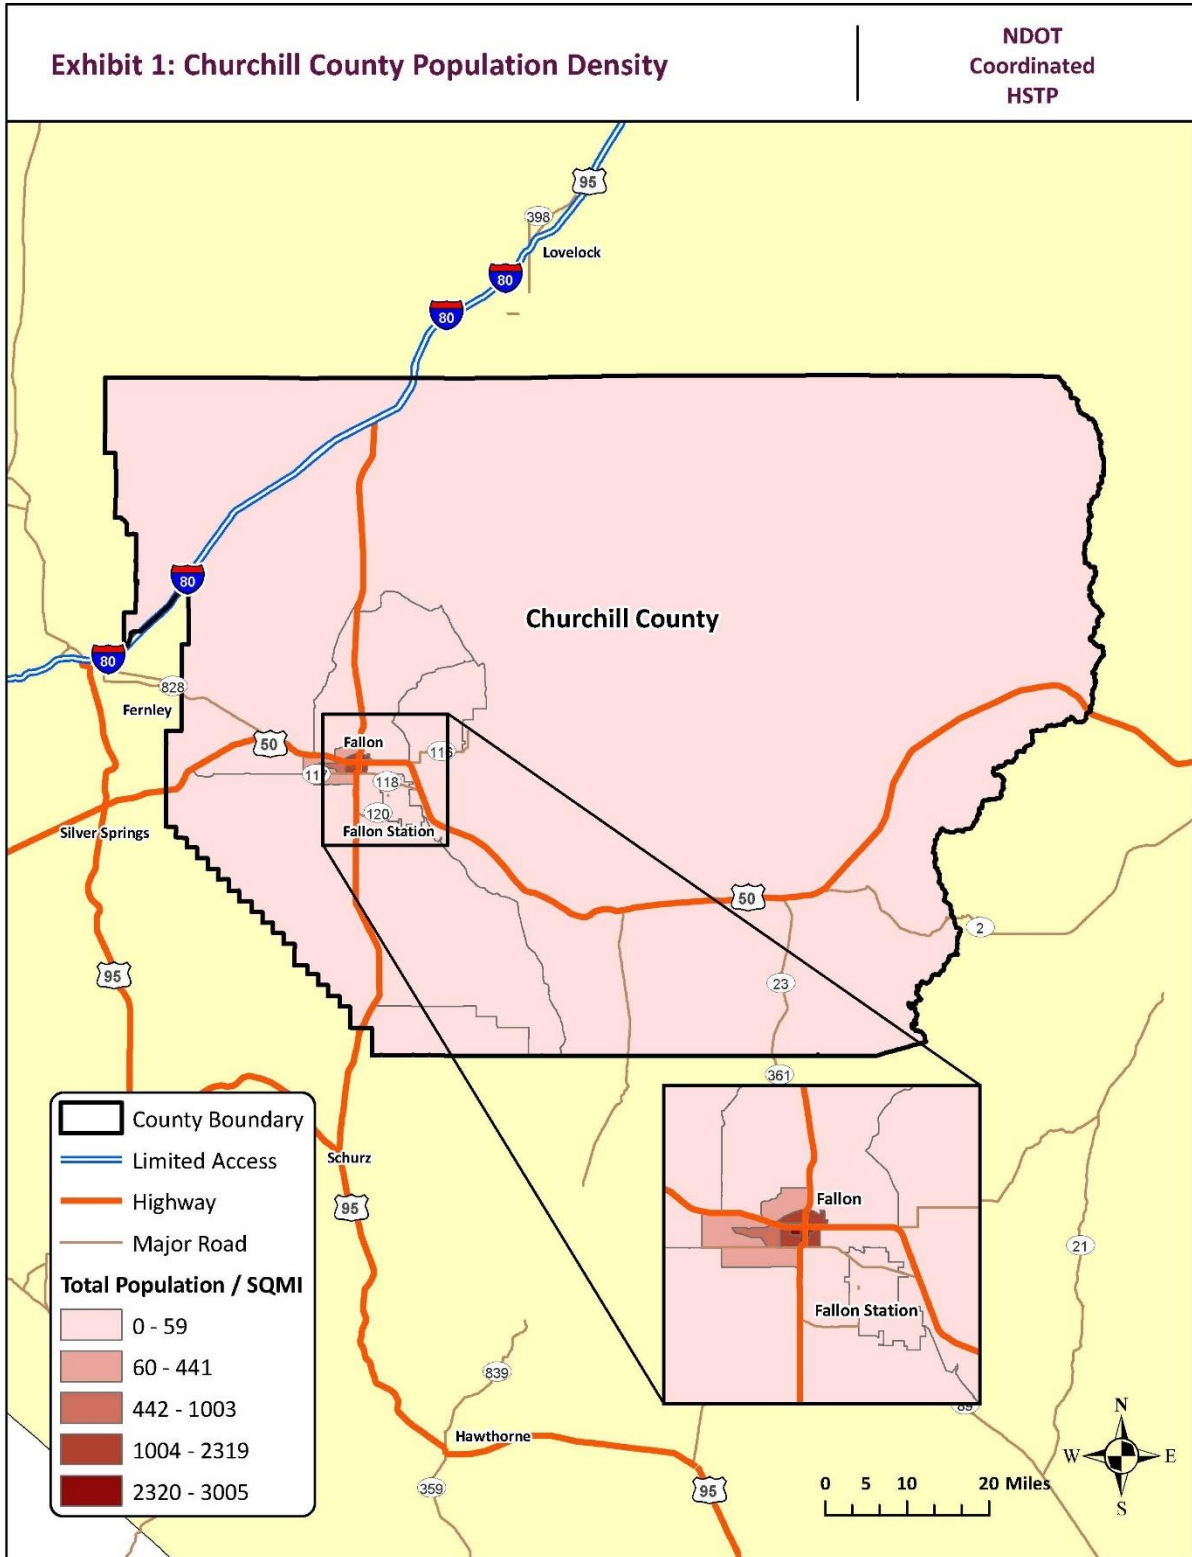 Exhibit 1: Churchill County Population Density
NDOT
Coordinated
HSTP
95
398
Lovelock
80
80
80
Churchill County
80
828
Fernley
50
Fallon
116
117
118
120
Fallon Station
Silver Springs
50
2
95
23
361
County Boundary
Limited Access
Highway
Major Road
Total Population / SQMI
0 - 59
60 - 441
442 - 1003
1004 - 2319
2320 - 3005
Schurz
95
Fallon
Fallon Station
21
839
89
Hawthorne
359
95
0 5 10 20 Miles
N
W E
S